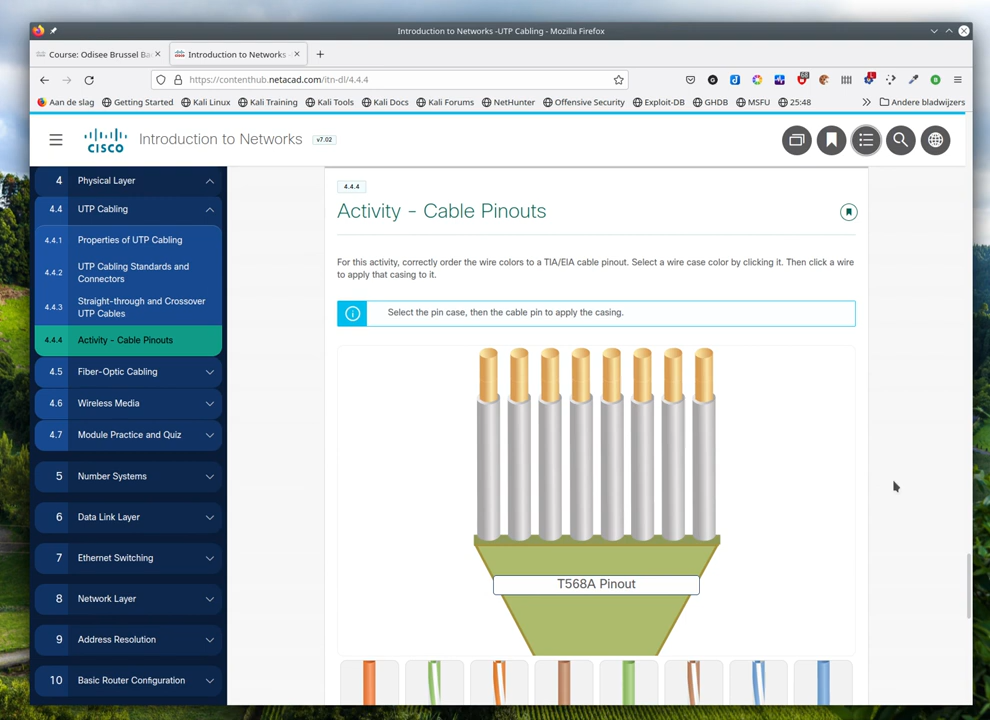 Introduction to Networks -UTP Cabling - Mozilla Firefox
Course: Odisee Brussel Ba
Introduction to Networks -
https://contenthub.netacad.com/itn-dl/4.4.4
Aan de slag
Getting Started
Kali Linux
Kali Training
Kali Tools
Kali Docs
Kali Forums
NetHunter
Offensive Security
Exploit-DB
GHDB
MSFU
25:48
Andere bladwijzers
CISCO
Introduction to Networks
v7.02
4 Physical Layer
4.4 UTP Cabling
4.4.1 Properties of UTP Cabling
4.4.2 UTP Cabling Standards and
Connectors
4.4.3 Straight-through and Crossover
UTP Cables
4.4.4 Activity - Cable Pinouts
4.5 Fiber-Optic Cabling
4.6 Wireless Media
4.7 Module Practice and Quiz
5 Number Systems
6 Data Link Layer
7 Ethernet Switching
8 Network Layer
9 Address Resolution
10 Basic Router Configuration
4.4.4
Activity - Cable Pinouts
For this activity, correctly order the wire colors to a TIA/EIA cable pinout. Select a wire case color by clicking it. Then click a wire
to apply that casing to it.
Select the pin case, then the cable pin to apply the casing.
T568A Pinout